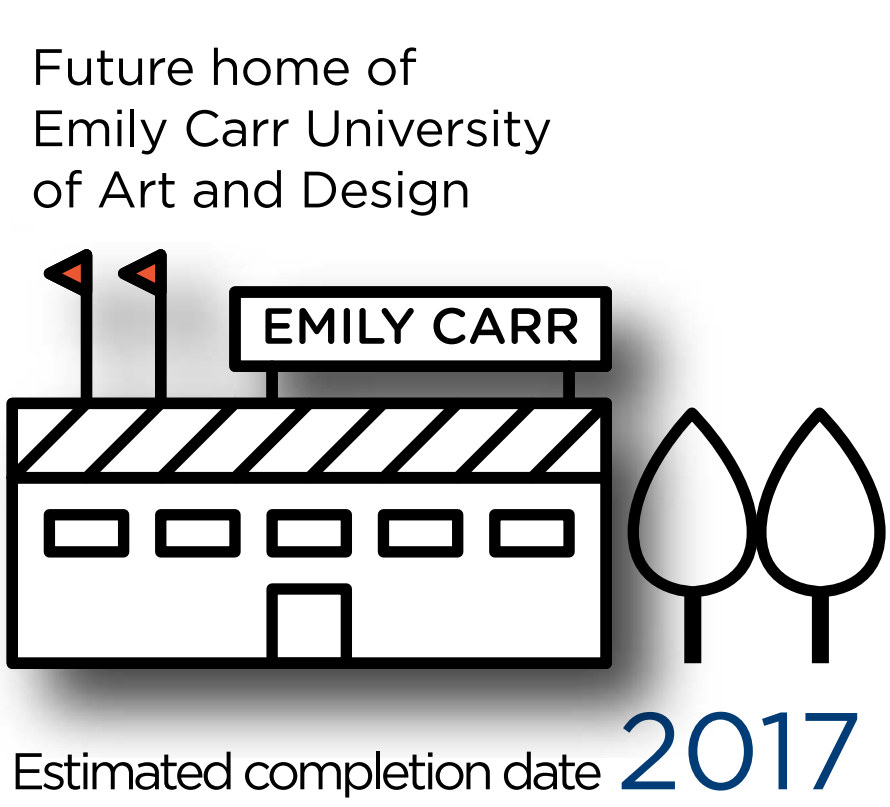 Future home of
Emily Carr University
of Art and Design
EMILY CARR
Estimated completion date 2017